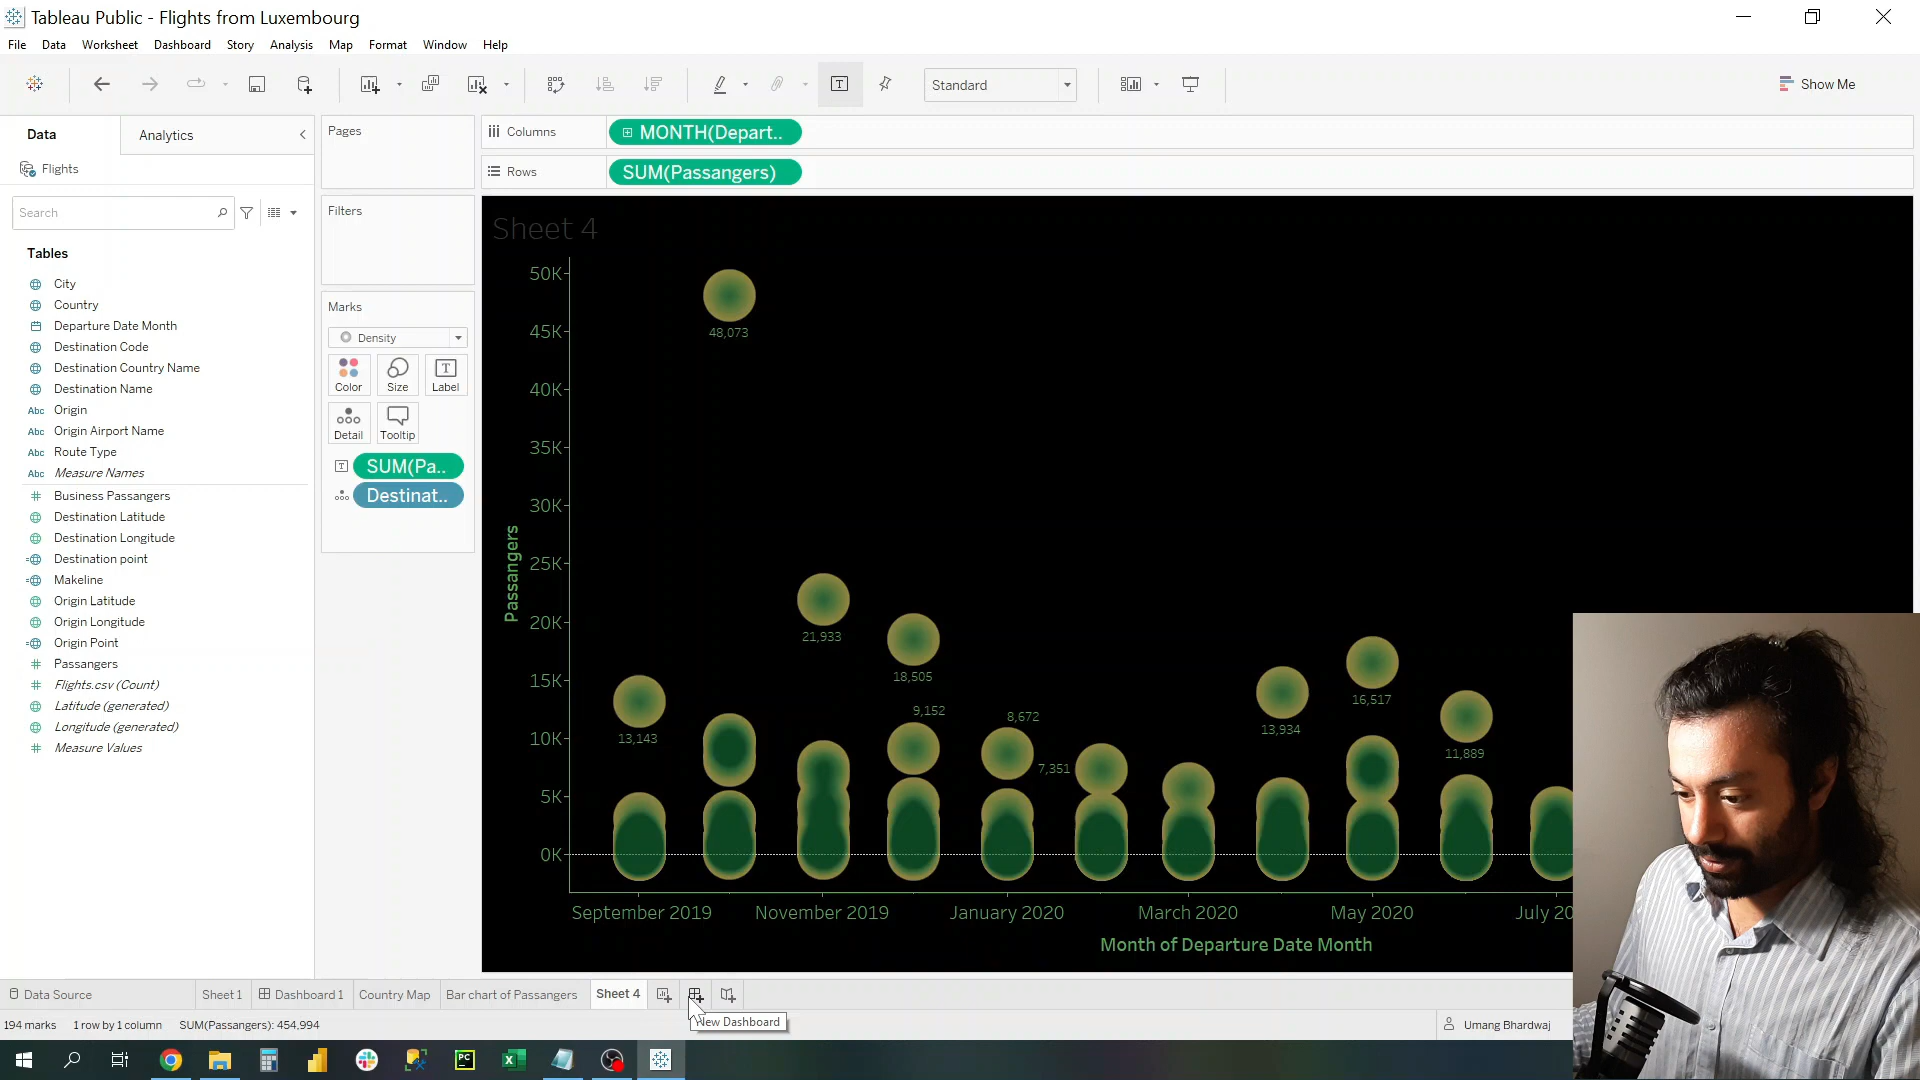 Tableau Public - Flights from Luxembourg
File Data Worksheet Dashboard Story Analysis Map Format Window Help
Standard
Show Me
Data
Analytics
Flights
Search
Tables
City
Country
Departure Date Month
Destination Code
Destination Country Name
Destination Name
Abc Origin
Abc Origin Airport Name
Abc Route Type
Abc Measure Names
Business Passangers
Destination Latitude
Destination Longitude
Destination point
Makeline
Origin Latitude
Origin Longitude
Origin Point
Passangers
Flights.csv (Count)
Latitude (generated)
Longitude (generated)
Measure Values
Pages
Filters
Marks
Density
Color
Size
Label
Detail
Tooltip
SUM(Pa..
Destinat..
Columns
MONTH(Depart..
Rows
SUM(Passangers)
Sheet 4
50K
45K
40K
35K
30K
25K
20K
15K
10K
5K
0K
Passangers
48,073
21,933
18,505
13,143
9,152
8,672
7,351
13,934
16,517
11,889
September 2019
November 2019
January 2020
March 2020
May 2020
July 20
Month of Departure Date Month
Data Source
Sheet 1
Dashboard 1
Country Map
Bar chart of Passengers
Sheet 4
New Dashboard
194 marks
1 row by 1 column
SUM(Passangers): 454,994
Umang Bhardwaj
PC